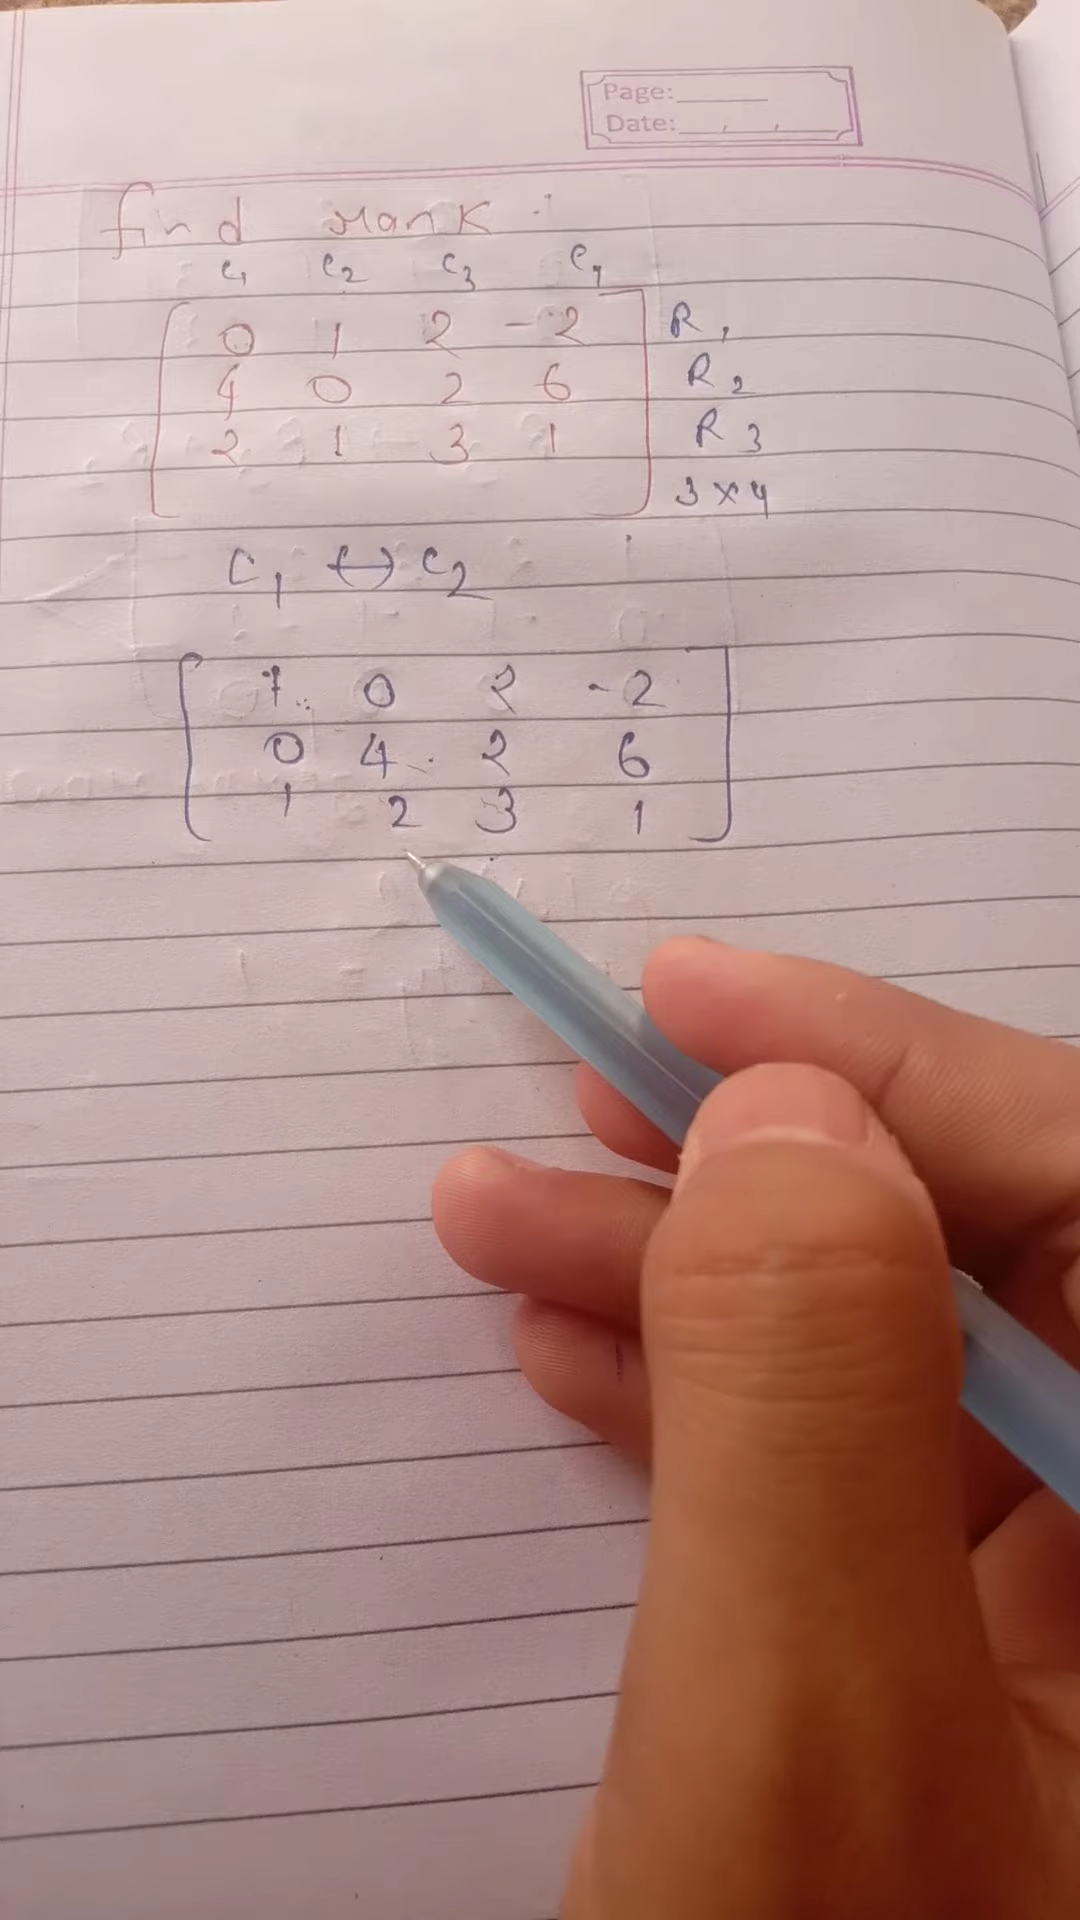 Page:
Date:
find rank :
C1 C2 C3 C4
0 1 2 -2 R1
4 0 2 6 R2
2 1 3 1 R3
3 x 4
C1 ↔ C2
1 0 2 -2
0 4 2 6
1 2 3 1